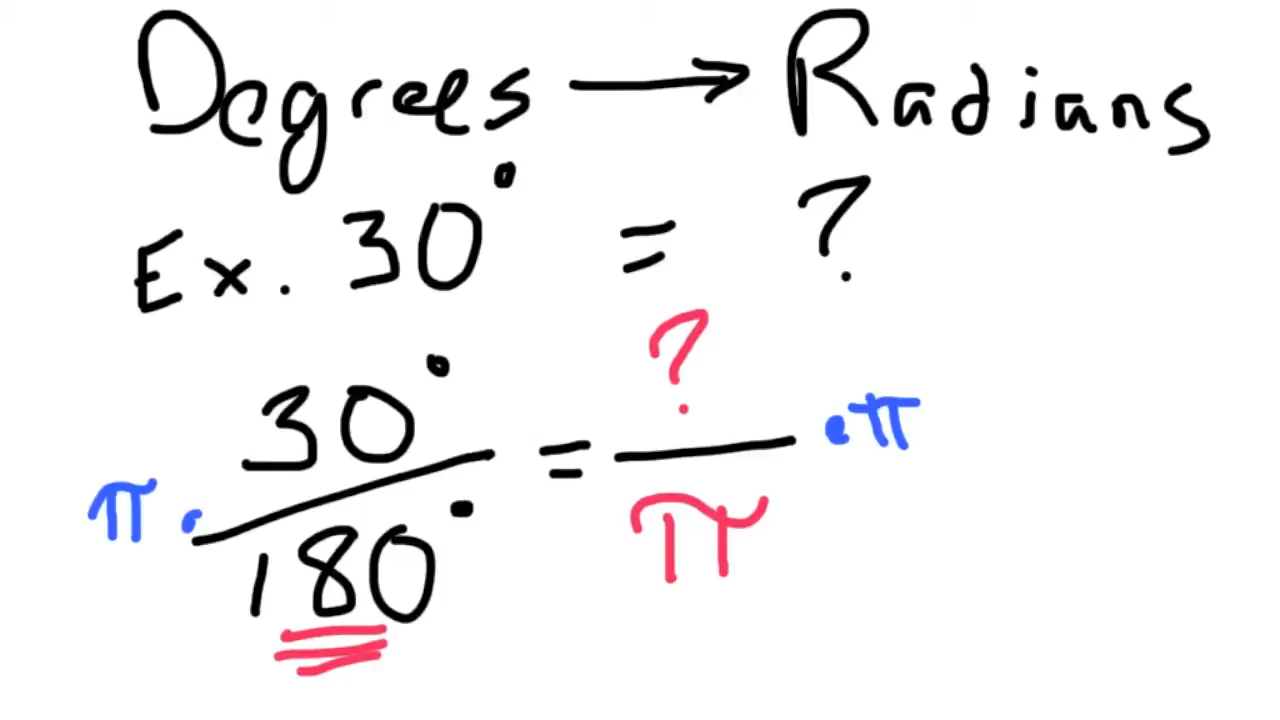 Degrees → Radians
Ex. 30° = ?
π · 30°/180° = ?/π · π